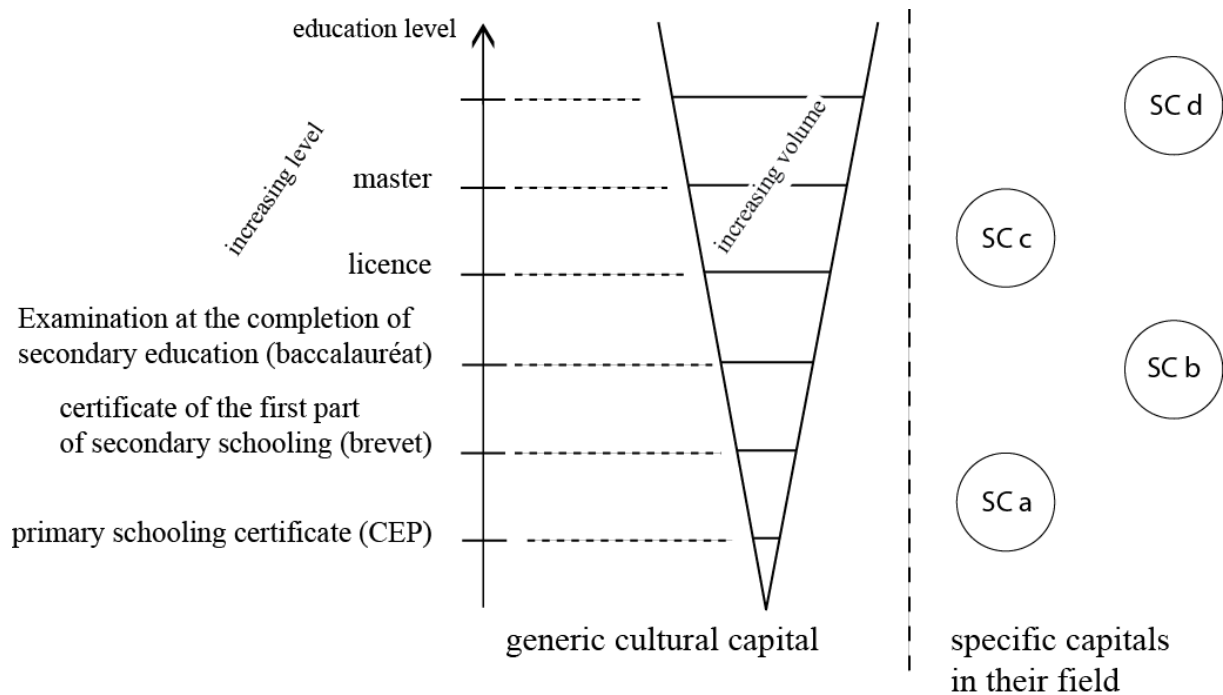 education level
increasing level
increasing volume
master
licence
Examination at the completion of
secondary education (baccalauréat)
certificate of the first part
of secondary schooling (brevet)
primary schooling certificate (CEP)
generic cultural capital
SC d
SC c
SC b
SC a
specific capitals
in their field